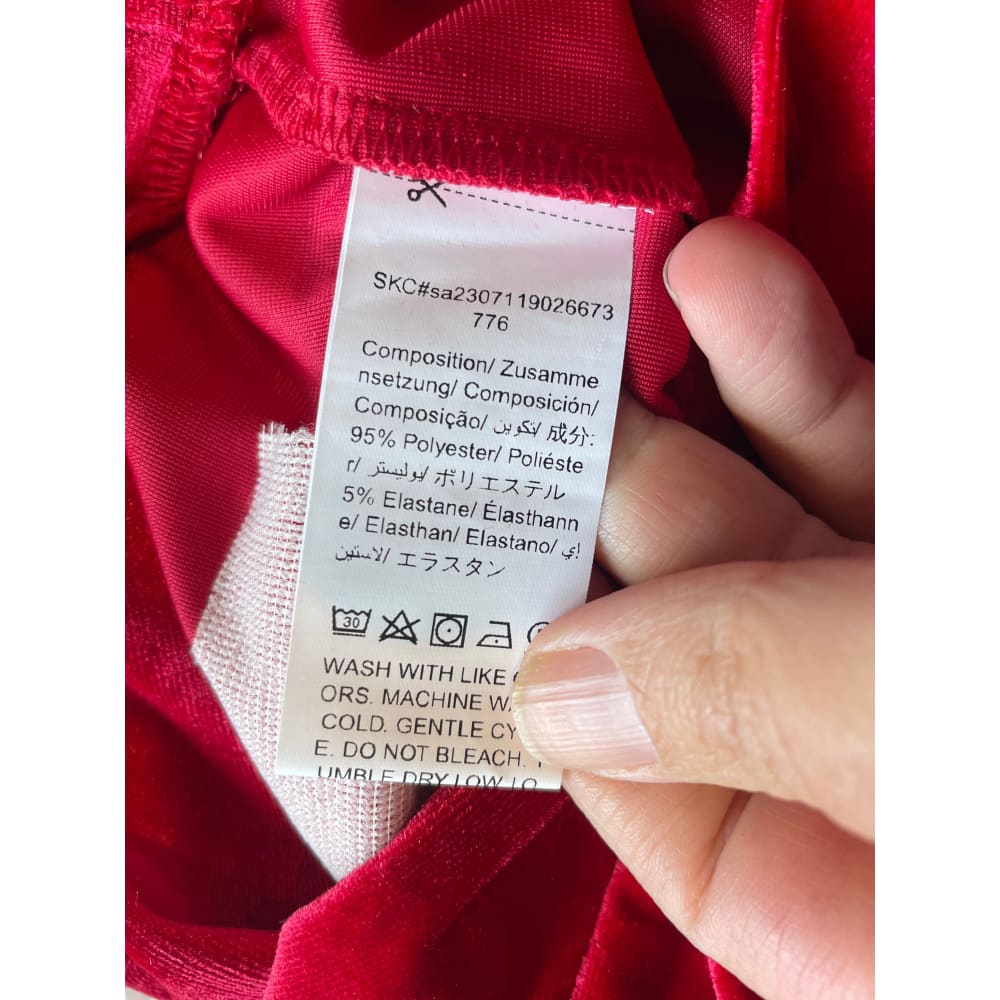 SKC#sa2307119026673
776
Composition/ Zusamme
nsetzung/ Composición/
Composição/ تكوين/ 成分:
95% Polyester/ Poliéste
r/ بوليستر/ ポリエステル
5% Elastane/ Élasthann
e/ Elasthan/ Elastano/ إي
لاستين/ エラスタン
30
WASH WITH LIKE
ORS. MACHINE
COLD. GENTLE CY
E. DO NOT BLEACH.
UMBLE DRY LOW LO